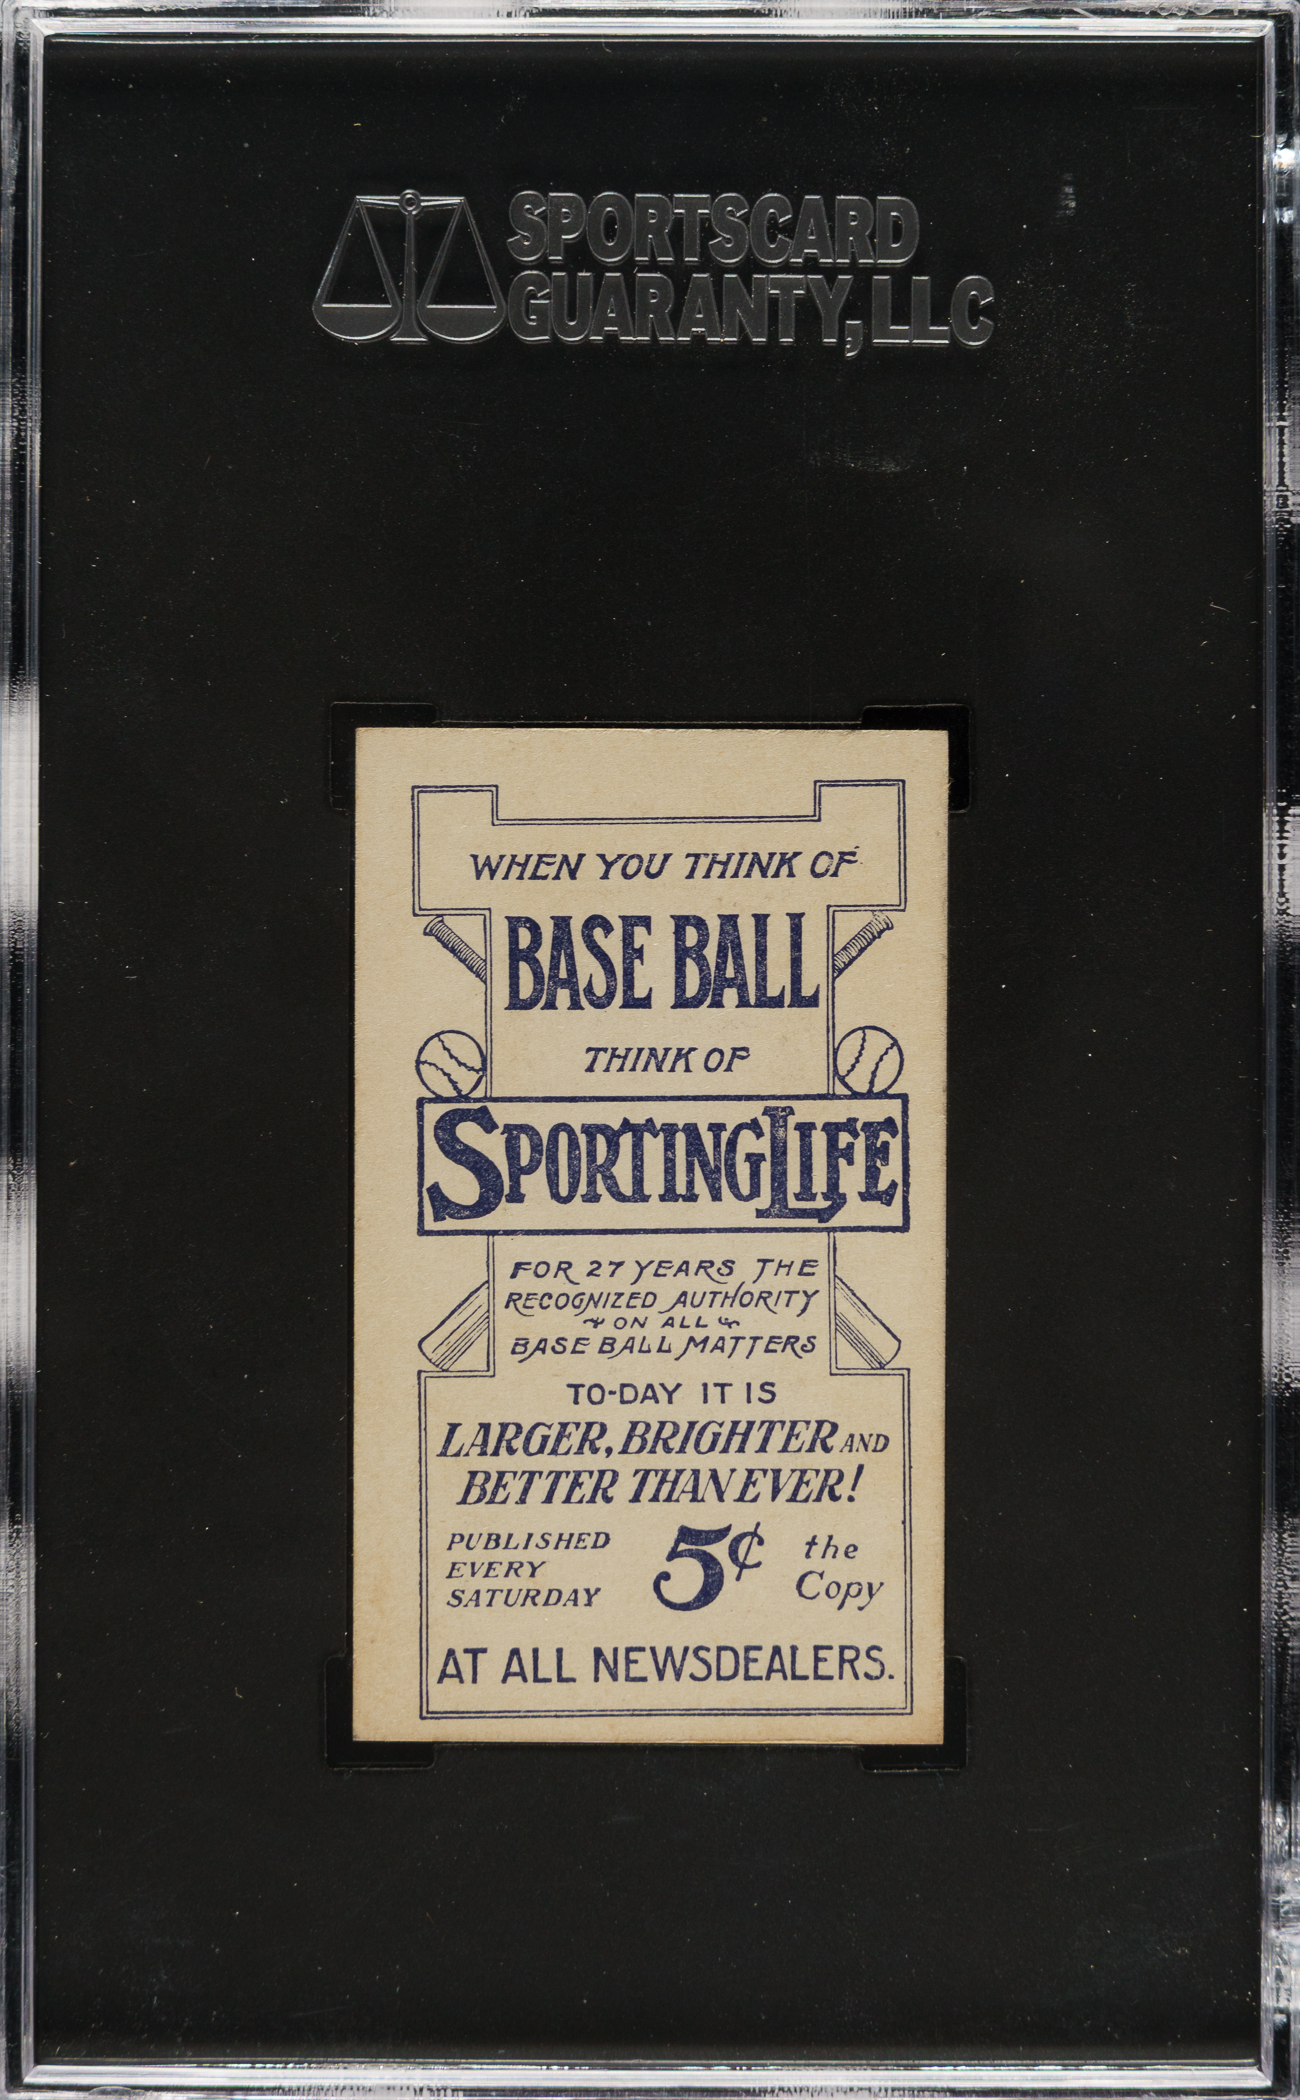 SPORTSCARD
GUARANTY, LLC
WHEN YOU THINK OF
BASE BALL
THINK OF
SPORTING LIFE
FOR 27 YEARS THE
RECOGNIZED AUTHORITY
ON ALL
BASE BALL MATTERS
TO-DAY IT IS
LARGER, BRIGHTER AND
BETTER THAN EVER!
PUBLISHED
EVERY
SATURDAY
5¢
the
Copy
AT ALL NEWSDEALERS.